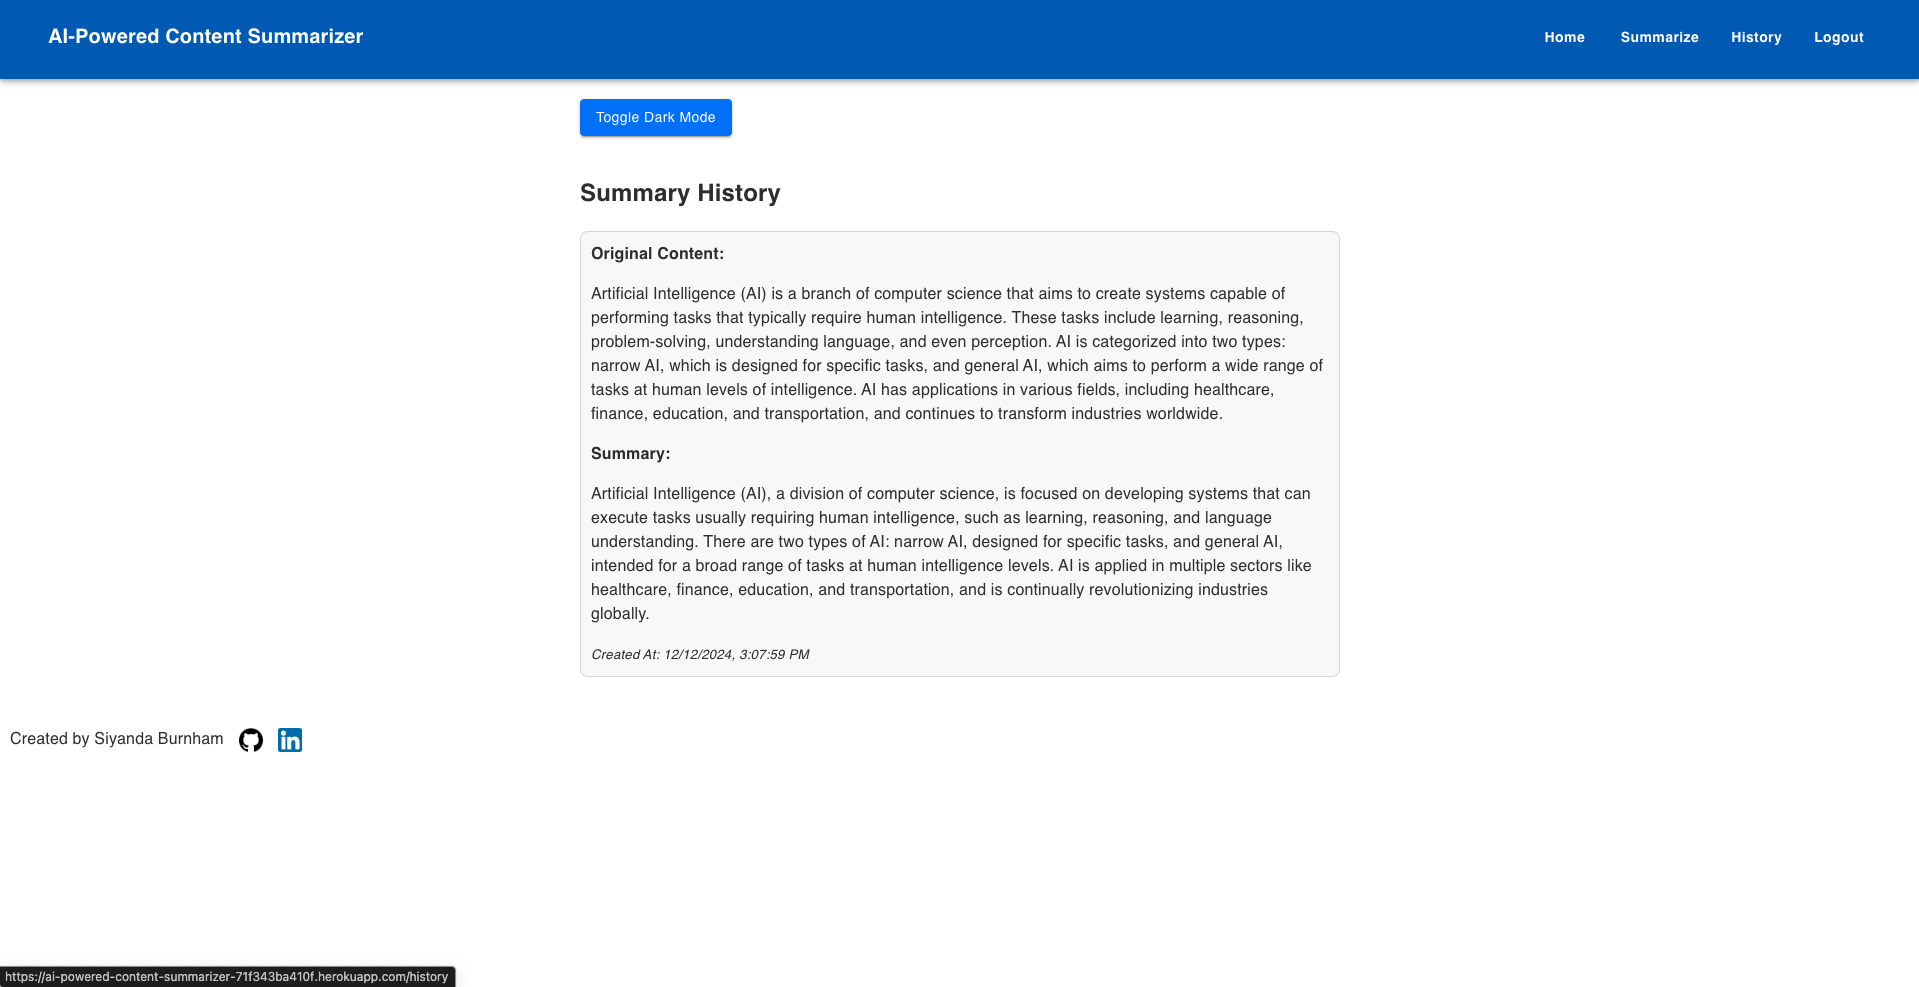 AI-Powered Content Summarizer
Home Summarize History Logout
Toggle Dark Mode
Summary History
Original Content:
Artificial Intelligence (AI) is a branch of computer science that aims to create systems capable of
performing tasks that typically require human intelligence. These tasks include learning, reasoning,
problem-solving, understanding language, and even perception. AI is categorized into two types:
narrow AI, which is designed for specific tasks, and general AI, which aims to perform a wide range of
tasks at human levels of intelligence. AI has applications in various fields, including healthcare,
finance, education, and transportation, and continues to transform industries worldwide.
Summary:
Artificial Intelligence (AI), a division of computer science, is focused on developing systems that can
execute tasks usually requiring human intelligence, such as learning, reasoning, and language
understanding. There are two types of AI: narrow AI, designed for specific tasks, and general AI,
intended for a broad range of tasks at human intelligence levels. AI is applied in multiple sectors like
healthcare, finance, education, and transportation, and is continually revolutionizing industries
globally.
Created At: 12/12/2024, 3:07:59 PM
Created by Siyanda Burnham
in
https://ai-powered-content-summarizer-71f343ba410f.herokuapp.com/history